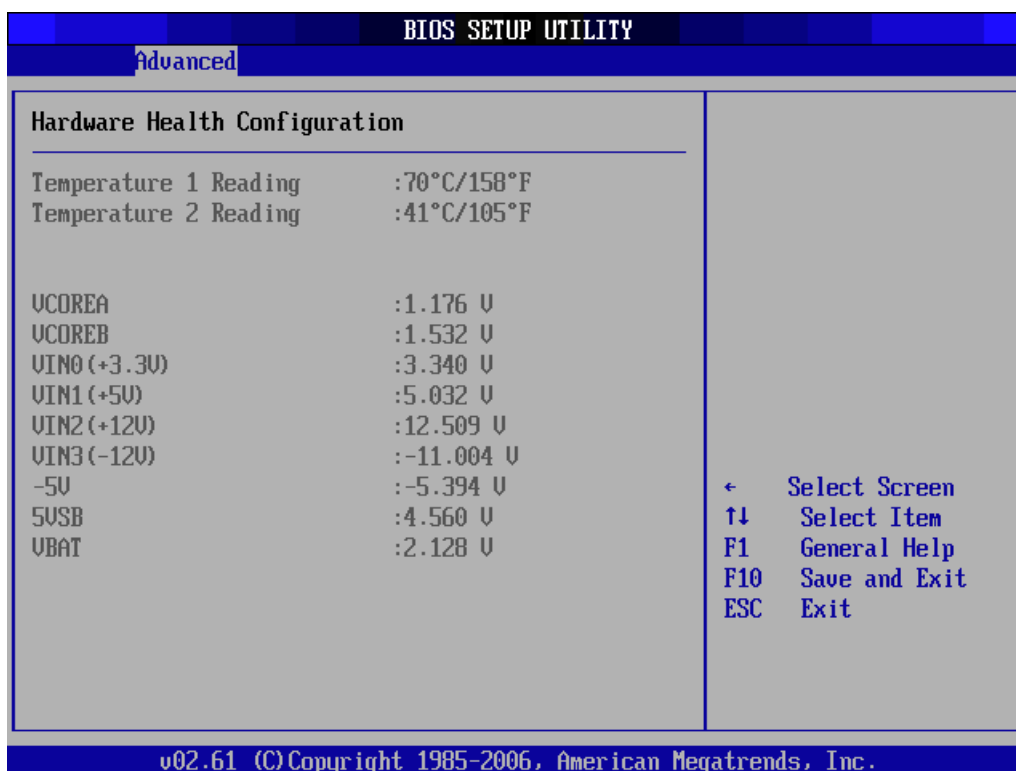 BIOS SETUP UTILITY
Advanced
Hardware Health Configuration
Temperature 1 Reading :70°C/158°F
Temperature 2 Reading :41°C/105°F
VCOREA :1.176 V
VCOREB :1.532 V
VIN0(+3.3V) :3.340 V
VIN1(+5V) :5.032 V
VIN2(+12V) :12.509 V
VIN3(-12V) :-11.004 V
-5V :-5.394 V
5VSB :4.560 V
VBAT :2.128 V
← Select Screen
↑↓ Select Item
F1 General Help
F10 Save and Exit
ESC Exit
v02.61 (C)Copyright 1985-2006, American Megatrends, Inc.